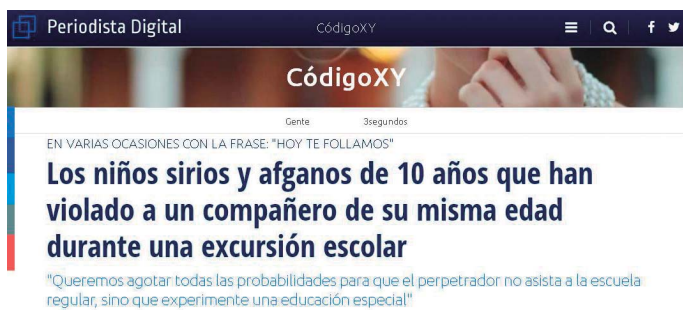 Periodista Digital CódigoXY
CódigoXY
Gente 3segundos
EN VARIAS OCASIONES CON LA FRASE: "HOY TE FOLLAMOS"
Los niños sirios y afganos de 10 años que han
violado a un compañero de su misma edad
durante una excursión escolar
"Queremos agotar todas las probabilidades para que el perpetrador no asista a la escuela
regular, sino que experimente una educación especial"